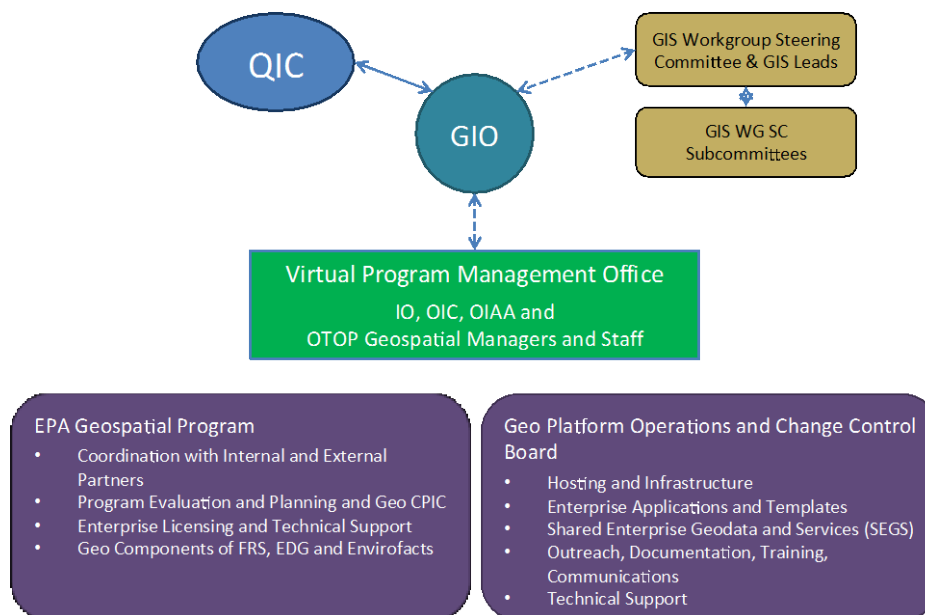 QIC
GIO
GIS Workgroup Steering
Committee & GIS Leads
GIS WG SC
Subcommittees
Virtual Program Management Office
IO, OIC, OIAA and
OTOP Geospatial Managers and Staff
EPA Geospatial Program
• Coordination with Internal and External
Partners
• Program Evaluation and Planning and Geo CPIC
• Enterprise Licensing and Technical Support
• Geo Components of FRS, EDG and Envirofacts
Geo Platform Operations and Change Control
Board
• Hosting and Infrastructure
• Enterprise Applications and Templates
• Shared Enterprise Geodata and Services (SEGS)
• Outreach, Documentation, Training,
Communications
• Technical Support